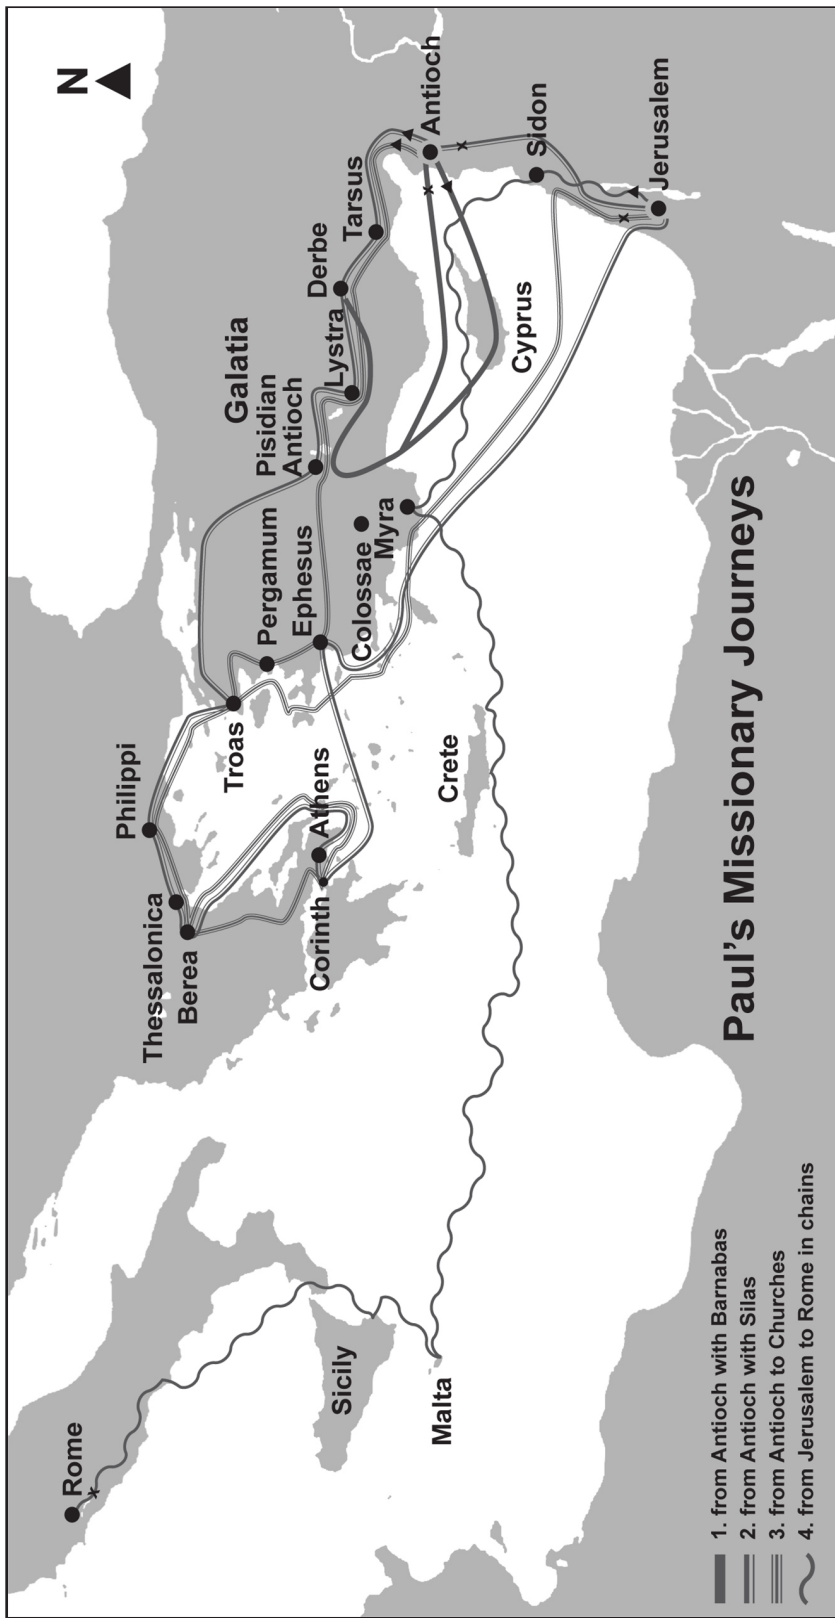 N
Rome
Philippi
Thessalonica
Berea
Troas
Pergamum
Ephesus
Galatia
Pisidian
Antioch
Lystra
Derbe
Tarsus
Antioch
Sidon
Jerusalem
Cyprus
Myra
Colossae
Athens
Corinth
Crete
Sicily
Malta
Paul's Missionary Journeys
1. from Antioch with Barnabas
2. from Antioch with Silas
3. from Antioch to Churches
4. from Jerusalem to Rome in chains